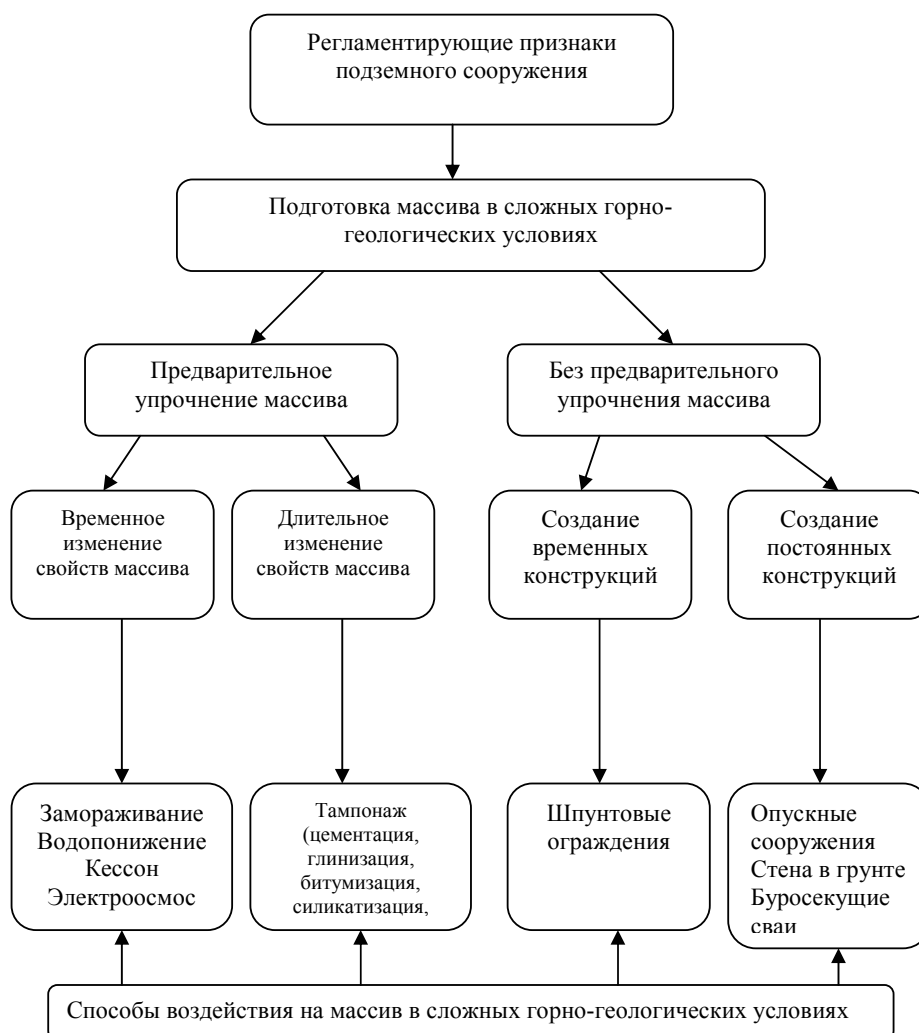 Регламентирующие признаки
подземного сооружения
Подготовка массива в сложных горно-
геологических условиях
Предварительное
упрочнение массива
Без предварительного
упрочнения массива
Временное
изменение
свойств массива
Длительное
изменение
свойств массива
Создание
временных
конструкций
Создание
постоянных
конструкций
Замораживание
Водопонижение
Кессон
Электроосмос
Тампонаж
(цементация,
глинизация,
битумизация,
силикатизация,
Шпунтовые
ограждения
Опускные
сооружения
Стена в грунте
Буросекущие
сваи
Способы воздействия на массив в сложных горно-геологических условиях